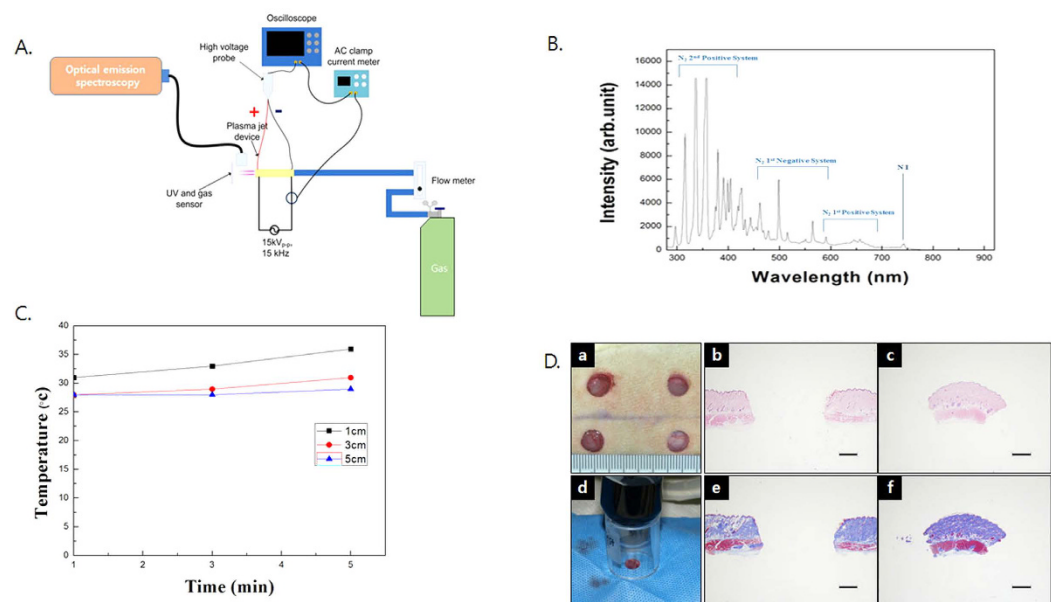 A.
Oscilloscope
High voltage
probe
AC clamp
current meter
Optical emission
spectroscopy
+
-
Plasma jet
device
UV and gas
sensor
Flow meter
15kVp-p,
15 kHz
Gas
B.
N₂ 2nd Positive System
N₂ 1st Negative System
N₂ 1st Positive System
N I
Intensity (arb.unit)
16000
14000
12000
10000
8000
6000
4000
2000
0
300 400 500 600 700 800 900
Wavelength (nm)
C.
Temperature (°c)
40
35
30
25
20
15
10
5
0
1cm
3cm
5cm
1 2 3 4 5
Time (min)
D.
a
b
c
d
e
f